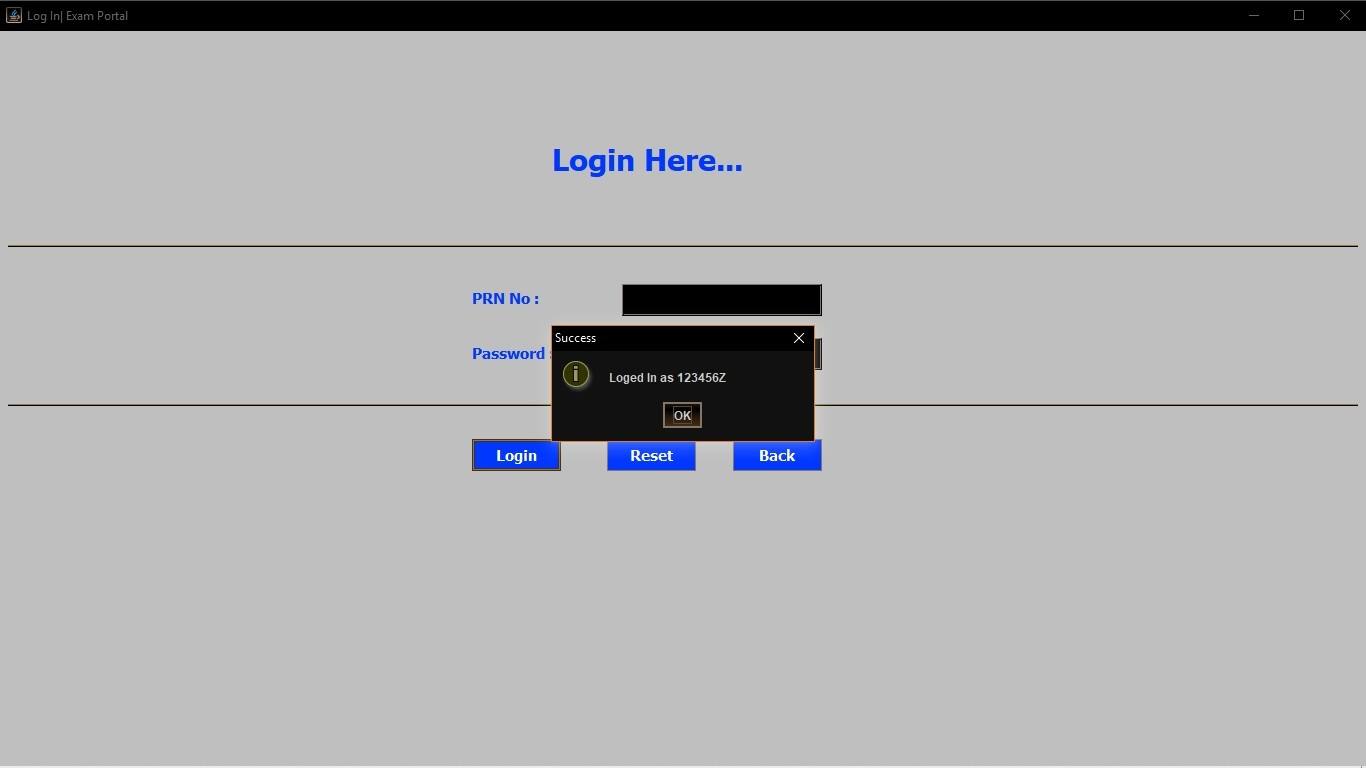 Log In| Exam Portal
Login Here...
PRN No :
Password :
Success
Loged In as 123456Z
OK
Login Reset Back